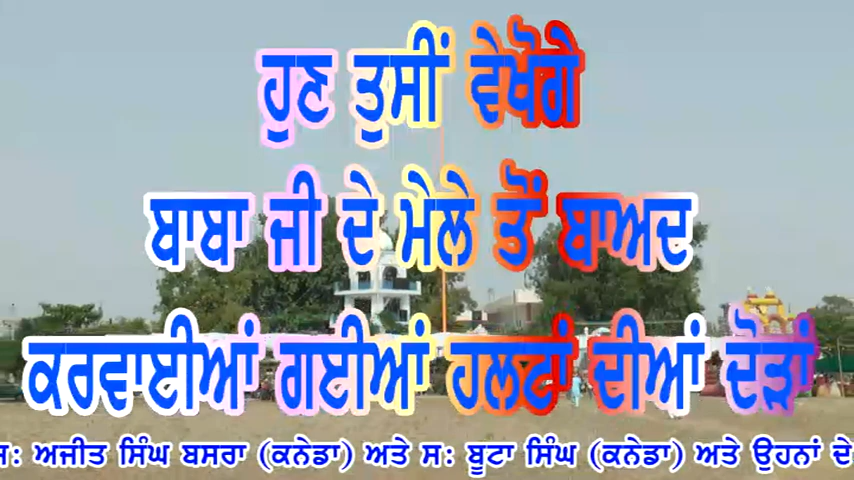 ਹੁਣ ਤੁਸੀਂ ਵੇਖੋਗੇ
ਬਾਬਾ ਜੀ ਦੇ ਮੇਲੇ ਤੋਂ ਬਾਅਦ
ਕਰਵਾਈਆਂ ਗਈਆਂ ਹਲਟਾਂ ਦੀਆਂ ਦੋੜਾਂ
ਸ: ਅਜੀਤ ਸਿੰਘ ਬਸਰਾ (ਕਨੇਡਾ) ਅਤੇ ਸ: ਬੂਟਾ ਸਿੰਘ (ਕਨੇਡਾ) ਅਤੇ ਉਹਨਾਂ ਦੇ